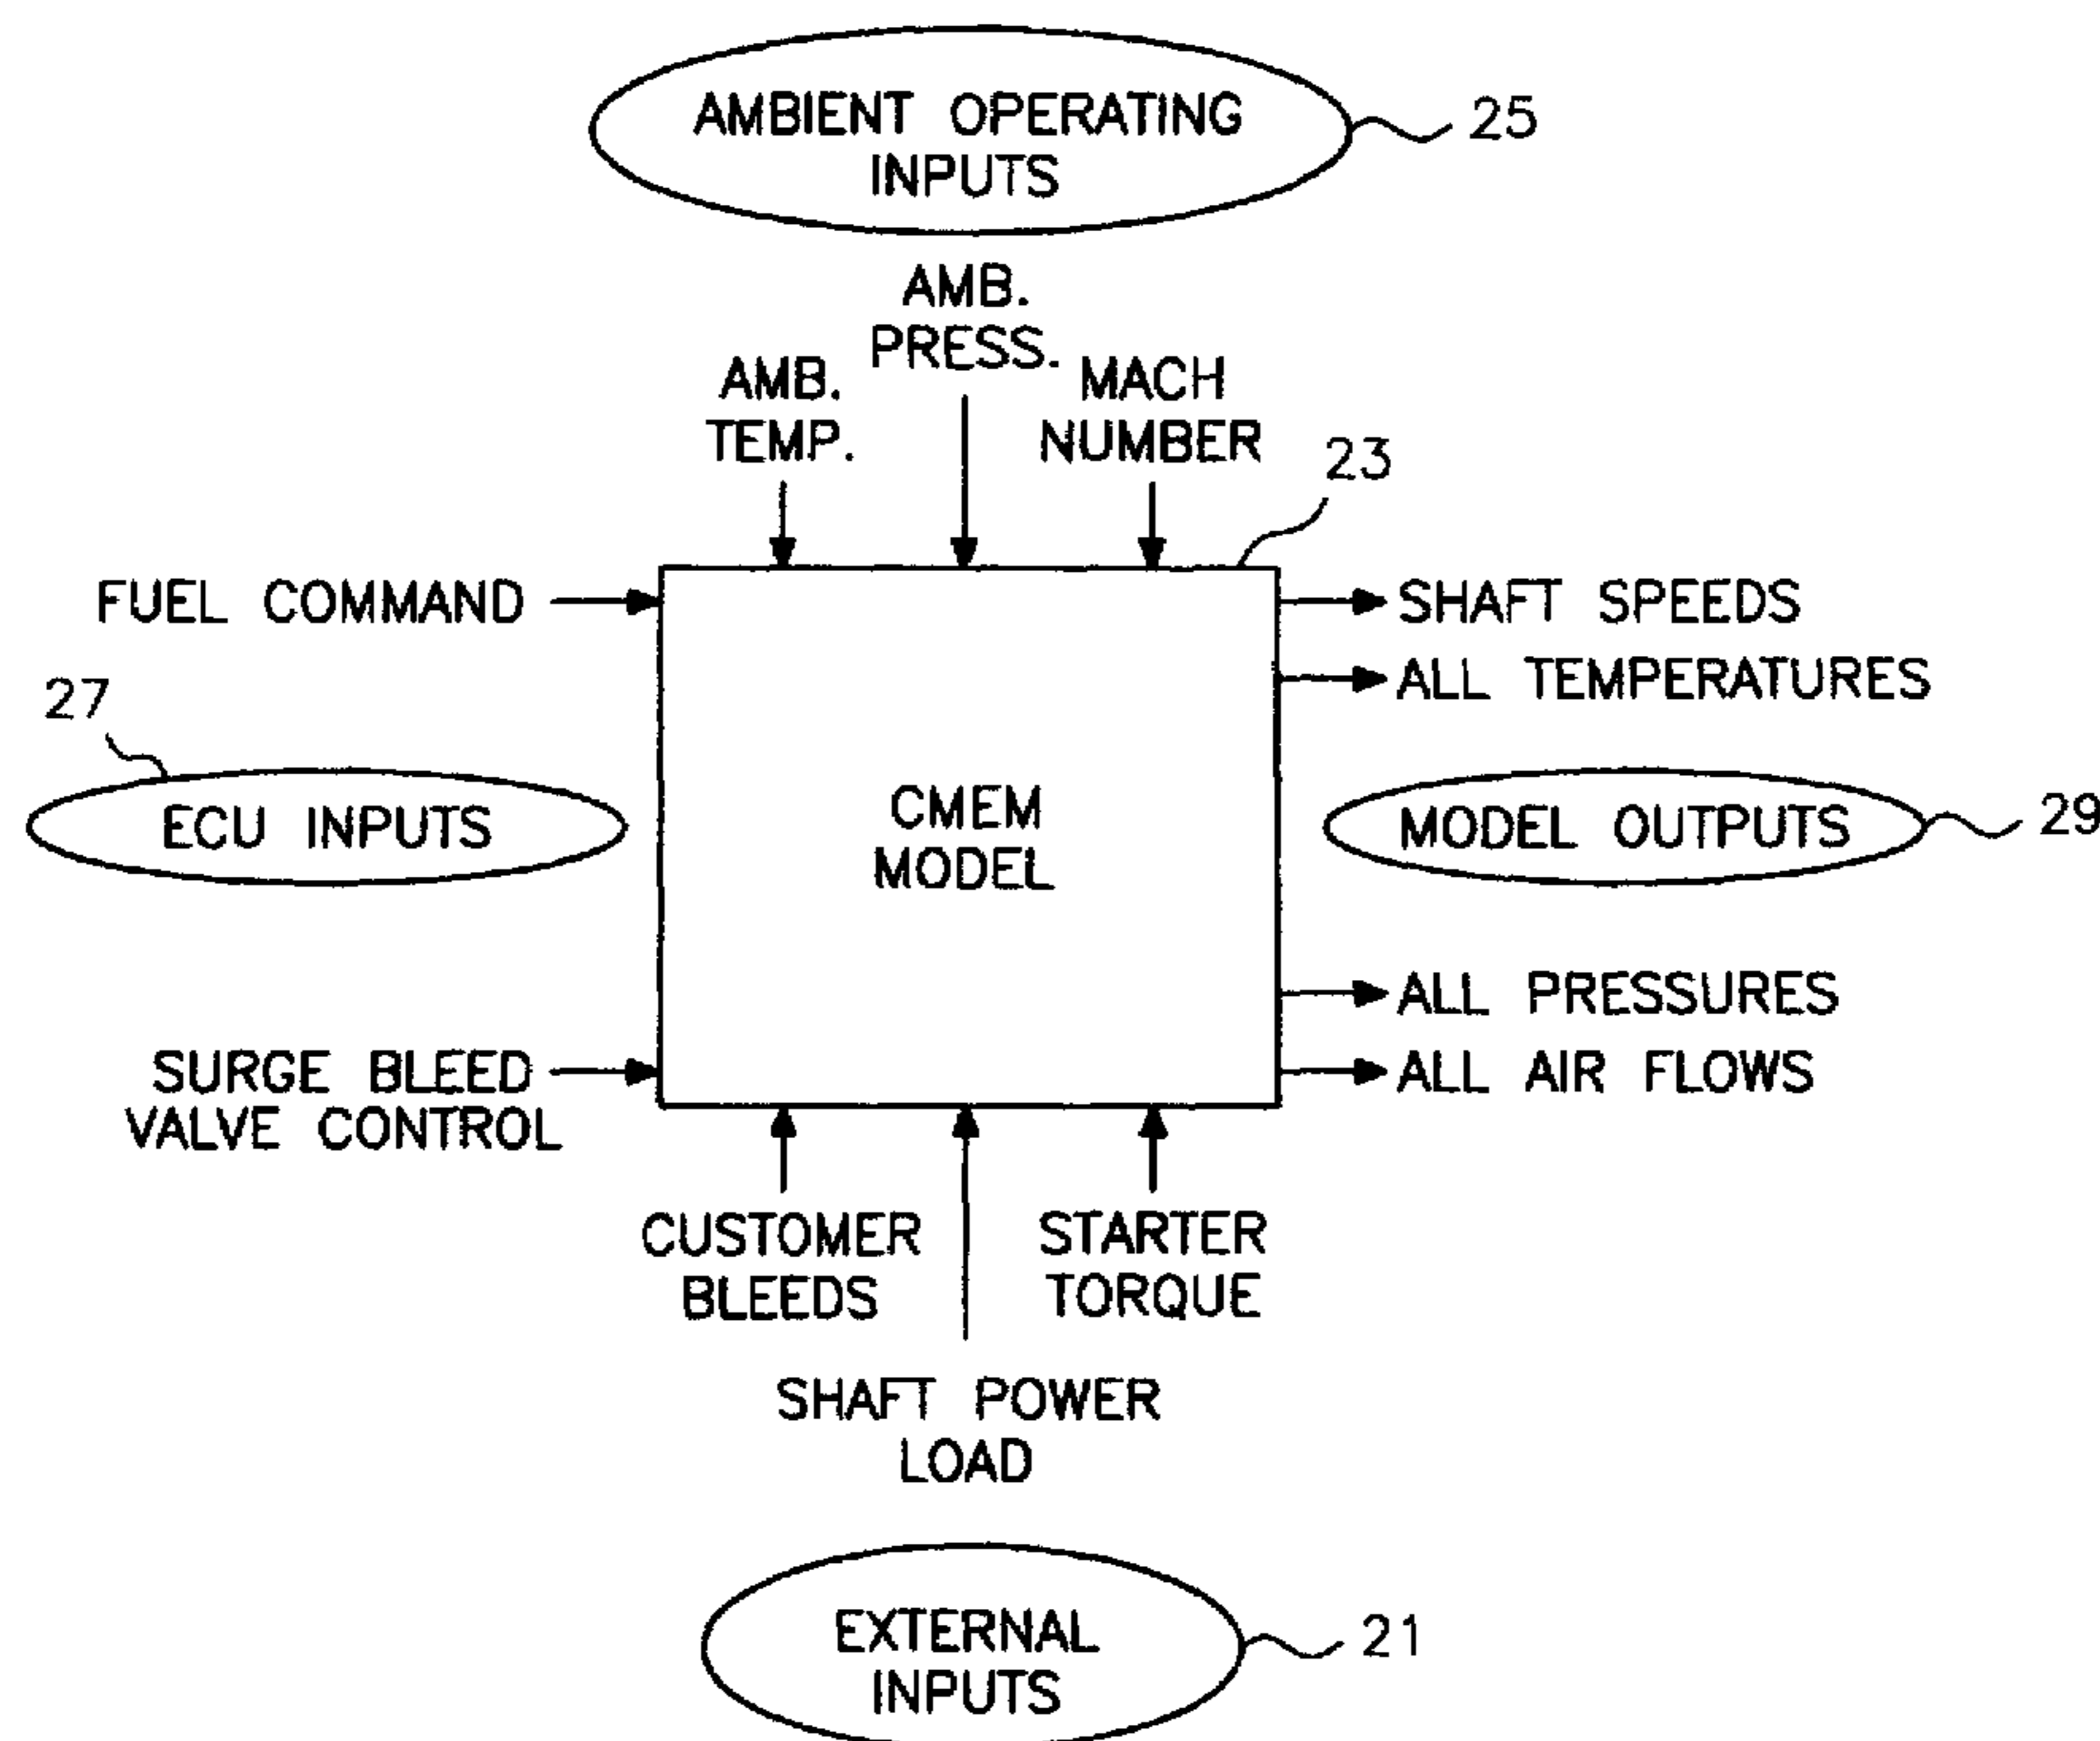 AMBIENT OPERATING
INPUTS
25
AMB.
PRESS.
AMB.
TEMP.
MACH
NUMBER
23
FUEL COMMAND
SHAFT SPEEDS
ALL TEMPERATURES
27
ECU INPUTS
CMEM
MODEL
MODEL OUTPUTS
29
ALL PRESSURES
SURGE BLEED
VALVE CONTROL
ALL AIR FLOWS
CUSTOMER
BLEEDS
STARTER
TORQUE
SHAFT POWER
LOAD
EXTERNAL
INPUTS
21